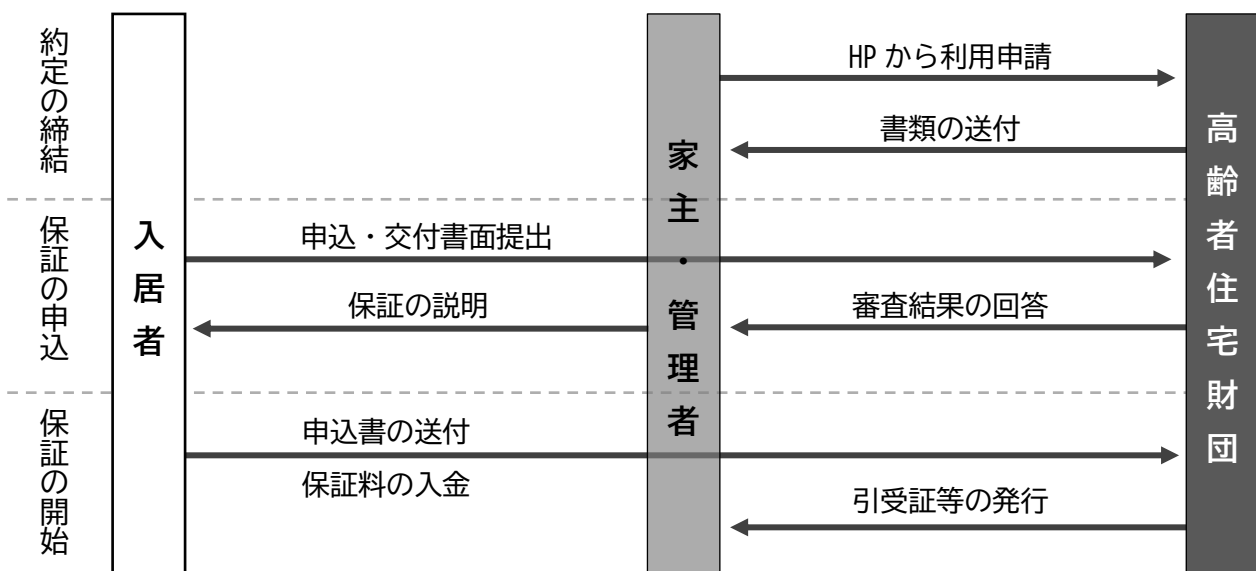 約定の締結
HPから利用申請
書類の送付
入居者
家主・管理者
高齢者住宅財団
保証の申込
申込・交付書面提出
保証の説明
審査結果の回答
保証の開始
申込書の送付
保証料の入金
引受証等の発行